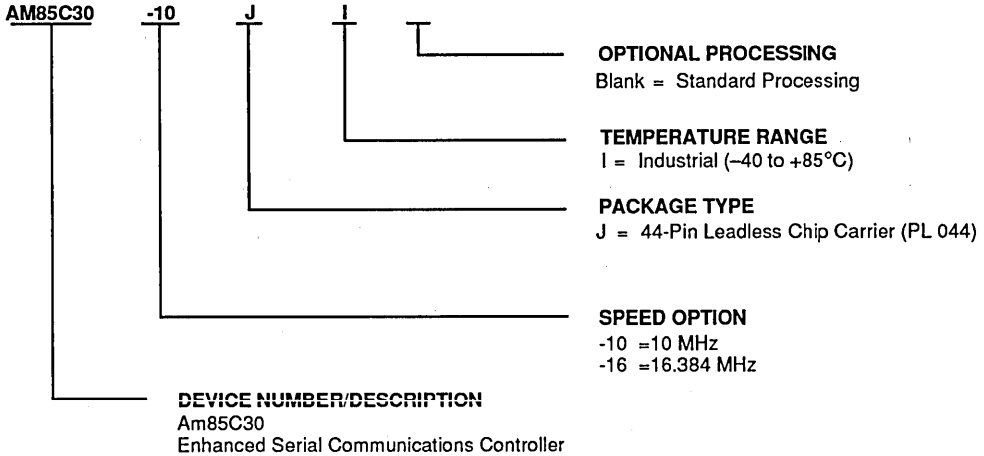 AM85C30 -10 J I
OPTIONAL PROCESSING
Blank = Standard Processing
TEMPERATURE RANGE
I = Industrial (–40 to +85°C)
PACKAGE TYPE
J = 44-Pin Leadless Chip Carrier (PL 044)
SPEED OPTION
-10 =10 MHz
-16 =16.384 MHz
DEVICE NUMBER/DESCRIPTION
Am85C30
Enhanced Serial Communications Controller